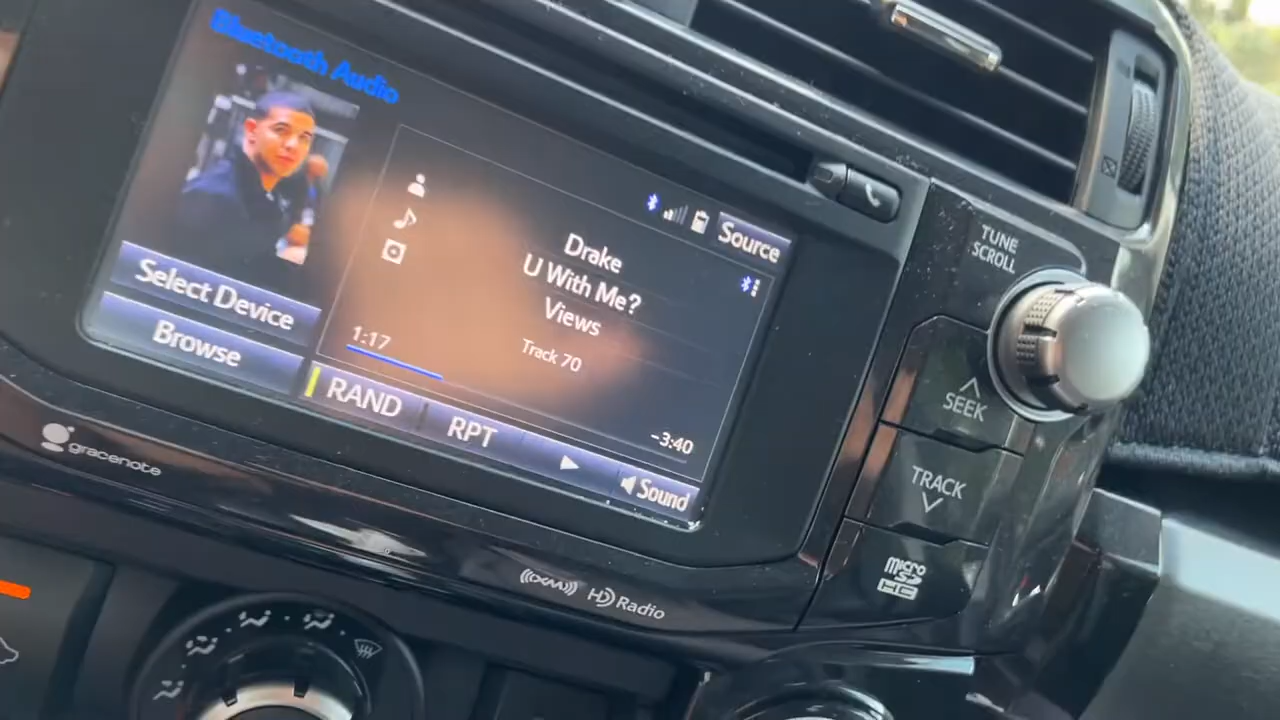 Bluetooth Audio
Source
Drake
U With Me?
Views
Track 70
1:17
-3:40
Select Device
Browse
RAND
RPT
Sound
gracenote
((XM))
HD Radio
TUNE
SCROLL
SEEK
TRACK
micro
SD
HC